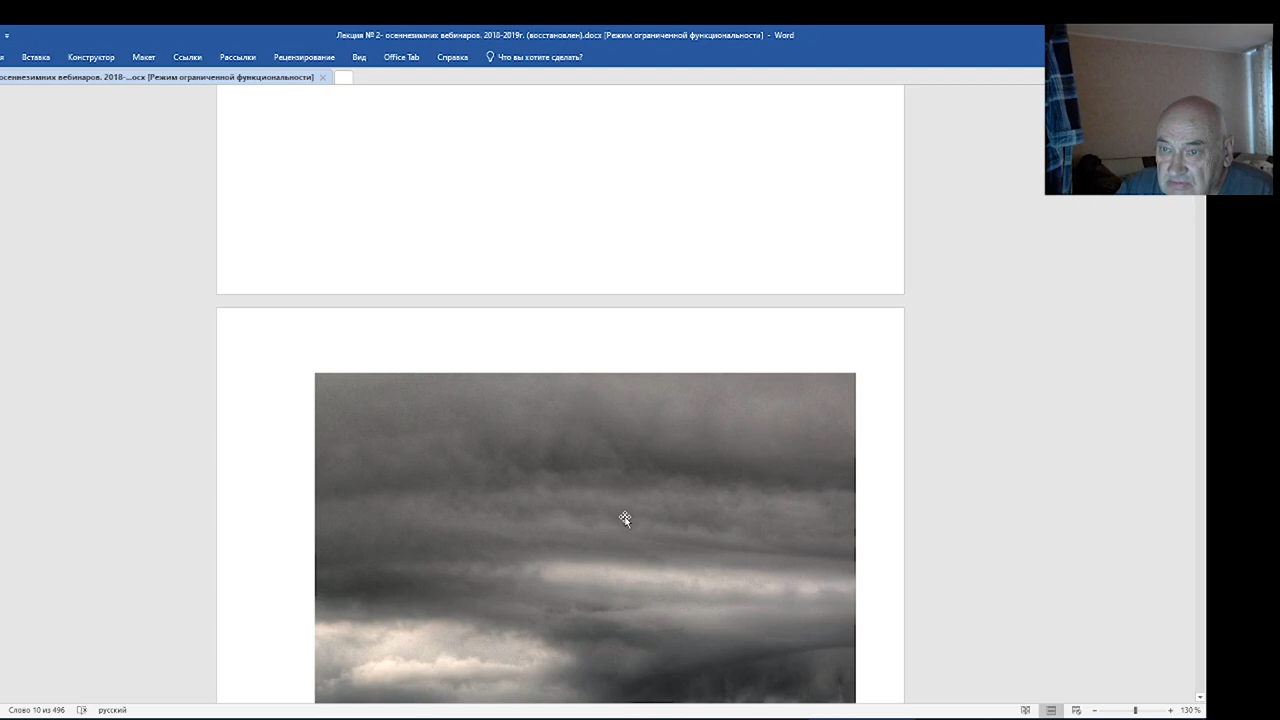 Лекция № 2- осеннезимних вебинаров. 2018-2019г. (восстановлен).docx [Режим ограниченной функциональности] - Word
я Вставка Конструктор Макет Ссылки Рассылки Рецензирование Вид Office Tab Справка Что вы хотите сделать?
осеннезимних вебинаров. 2018-...ocx [Режим ограниченной функциональности]
Слово 10 из 496 русский 130 %